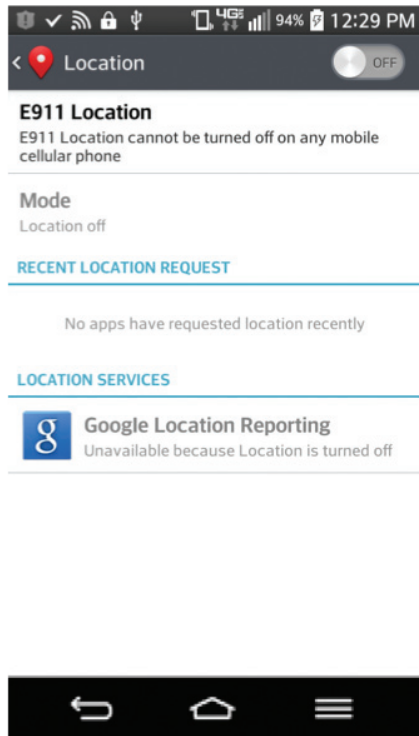 4G 94% 12:29 PM
< Location OFF
E911 Location
E911 Location cannot be turned off on any mobile
cellular phone
Mode
Location off
RECENT LOCATION REQUEST
No apps have requested location recently
LOCATION SERVICES
g Google Location Reporting
Unavailable because Location is turned off